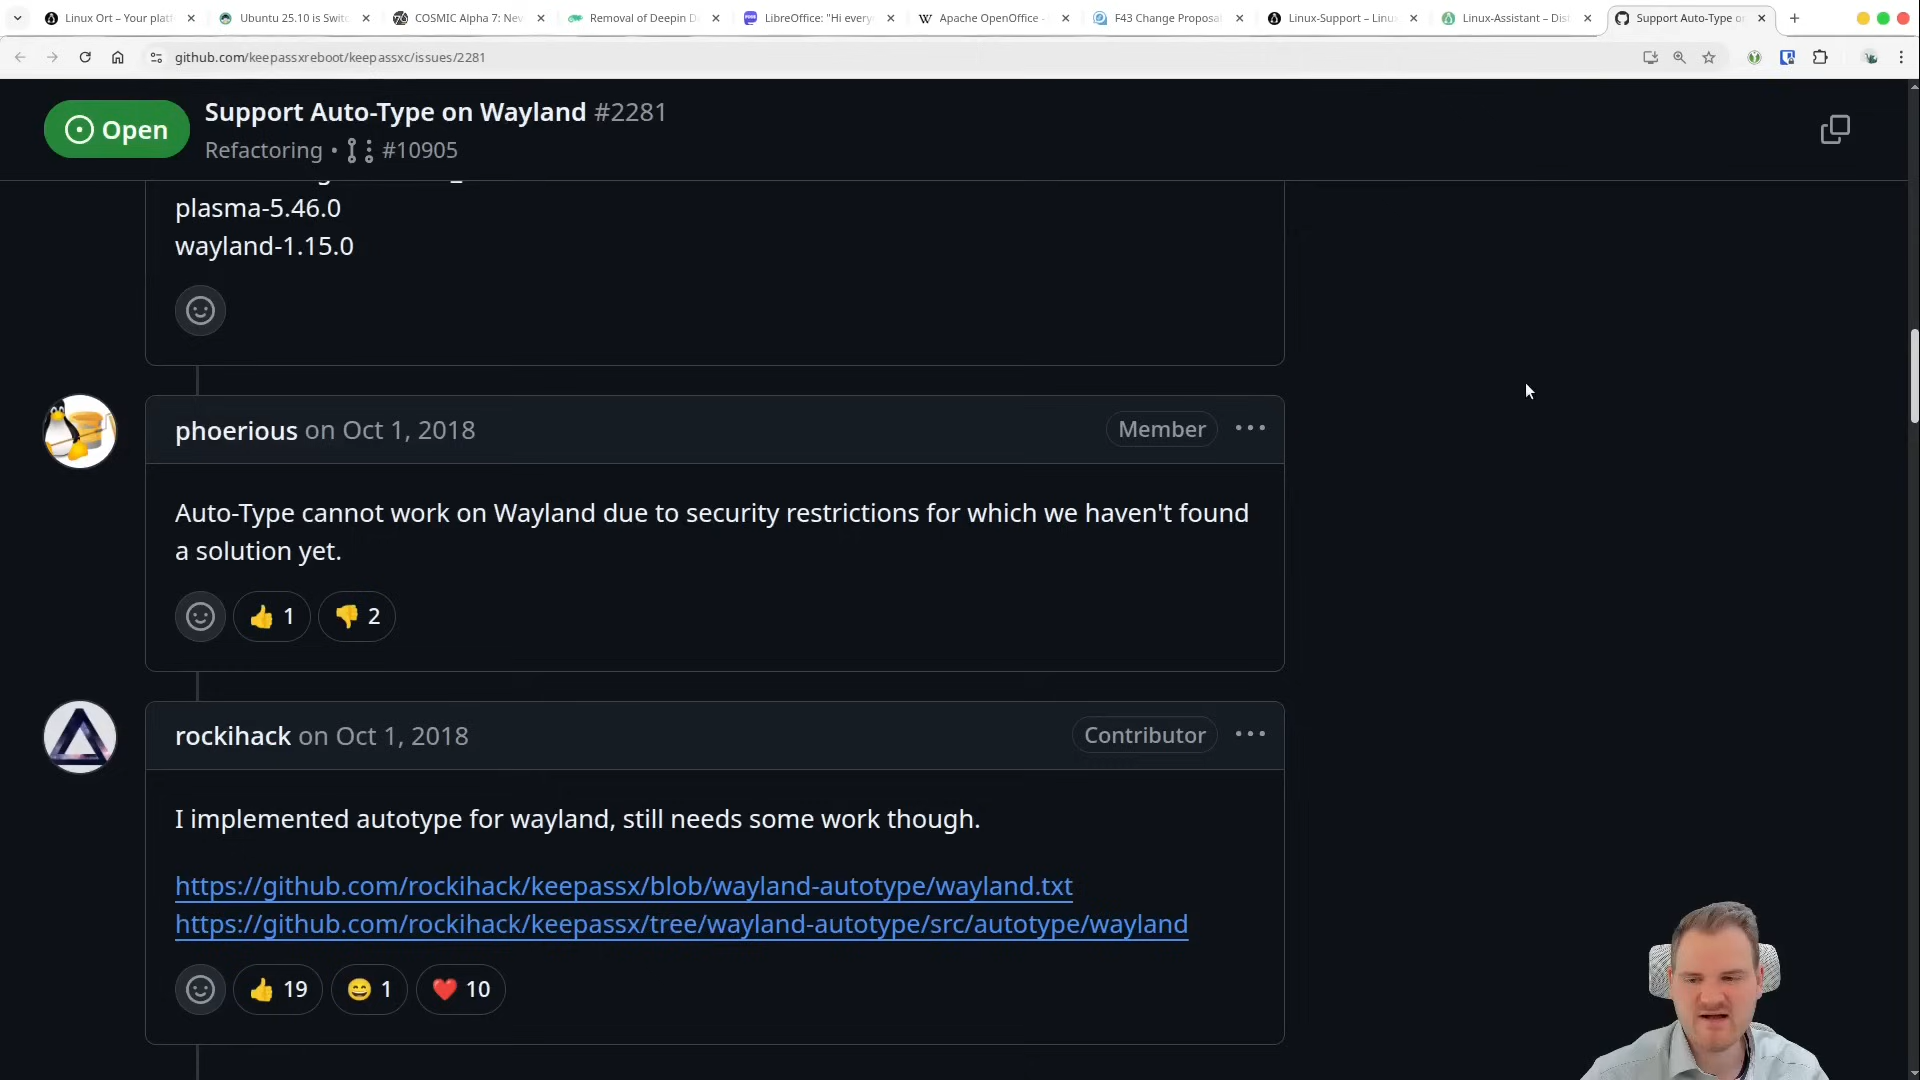 Linux Ort – Your platf
Ubuntu 25.10 is Switc
COSMIC Alpha 7: Nev
Removal of Deepin D
LibreOffice: "Hi every
Apache OpenOffice -
F43 Change Proposal
Linux-Support – Linux
Linux-Assistant – Dist
Support Auto-Type on
github.com/keepassxreboot/keepassxc/issues/2281
Open
Support Auto-Type on Wayland #2281
Refactoring • #10905
plasma-5.46.0
wayland-1.15.0
phoerious on Oct 1, 2018
Member
Auto-Type cannot work on Wayland due to security restrictions for which we haven't found
a solution yet.
👍 1 👎 2
rockihack on Oct 1, 2018
Contributor
I implemented autotype for wayland, still needs some work though.
https://github.com/rockihack/keepassx/blob/wayland-autotype/wayland.txt
https://github.com/rockihack/keepassx/tree/wayland-autotype/src/autotype/wayland
👍 19 😄 1 ❤️ 10